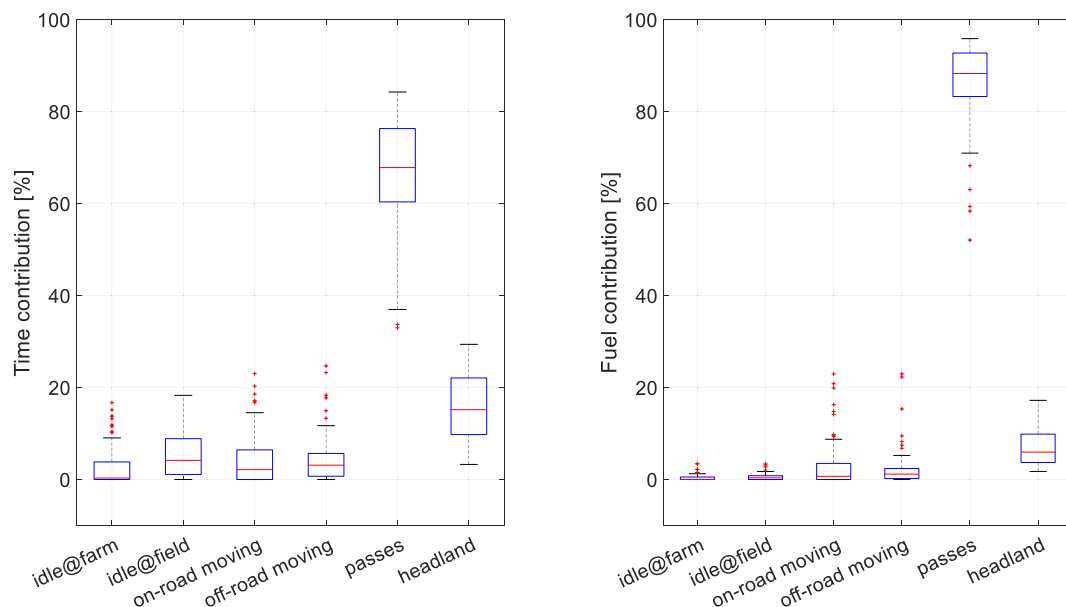 Time contribution [%]
100
80
60
40
20
0
idle@farm
idle@field
on-road moving
off-road moving
passes
headland
Fuel contribution [%]
100
80
60
40
20
0
idle@farm
idle@field
on-road moving
off-road moving
passes
headland